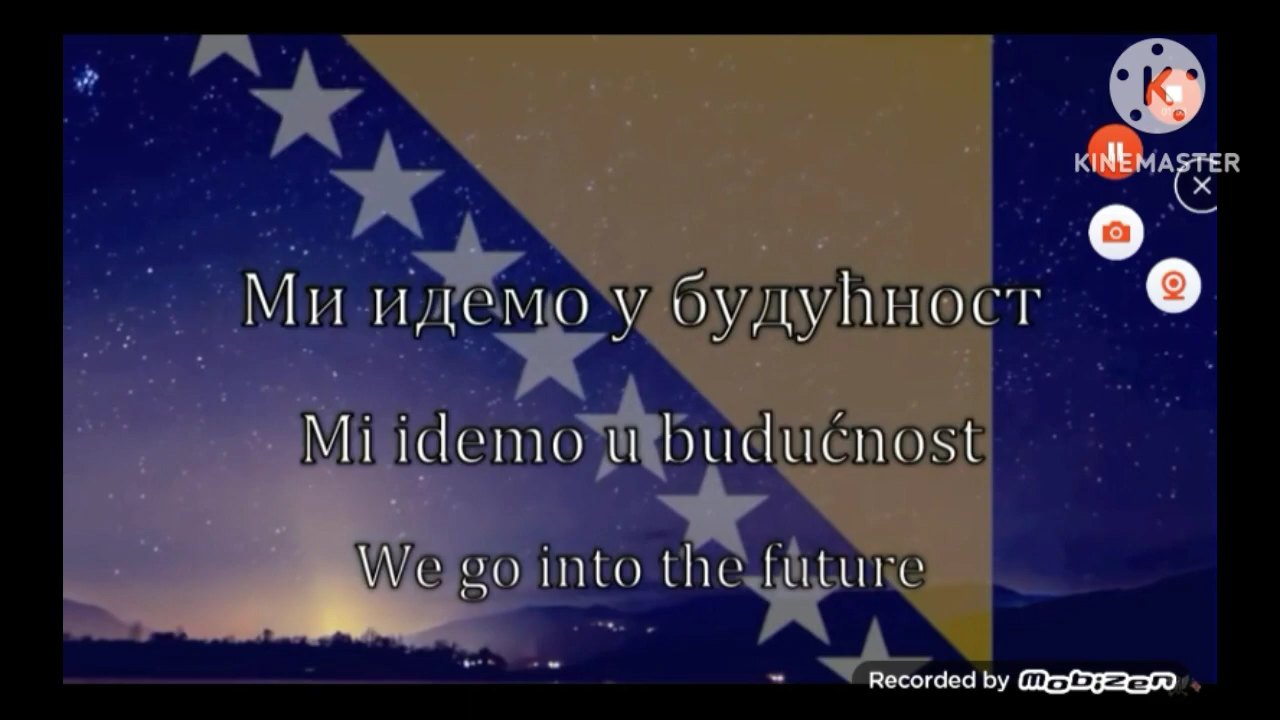 KINEMASTER
Ми идемо у будућност
Mi idemo u budućnost
We go into the future
Recorded by mobizen